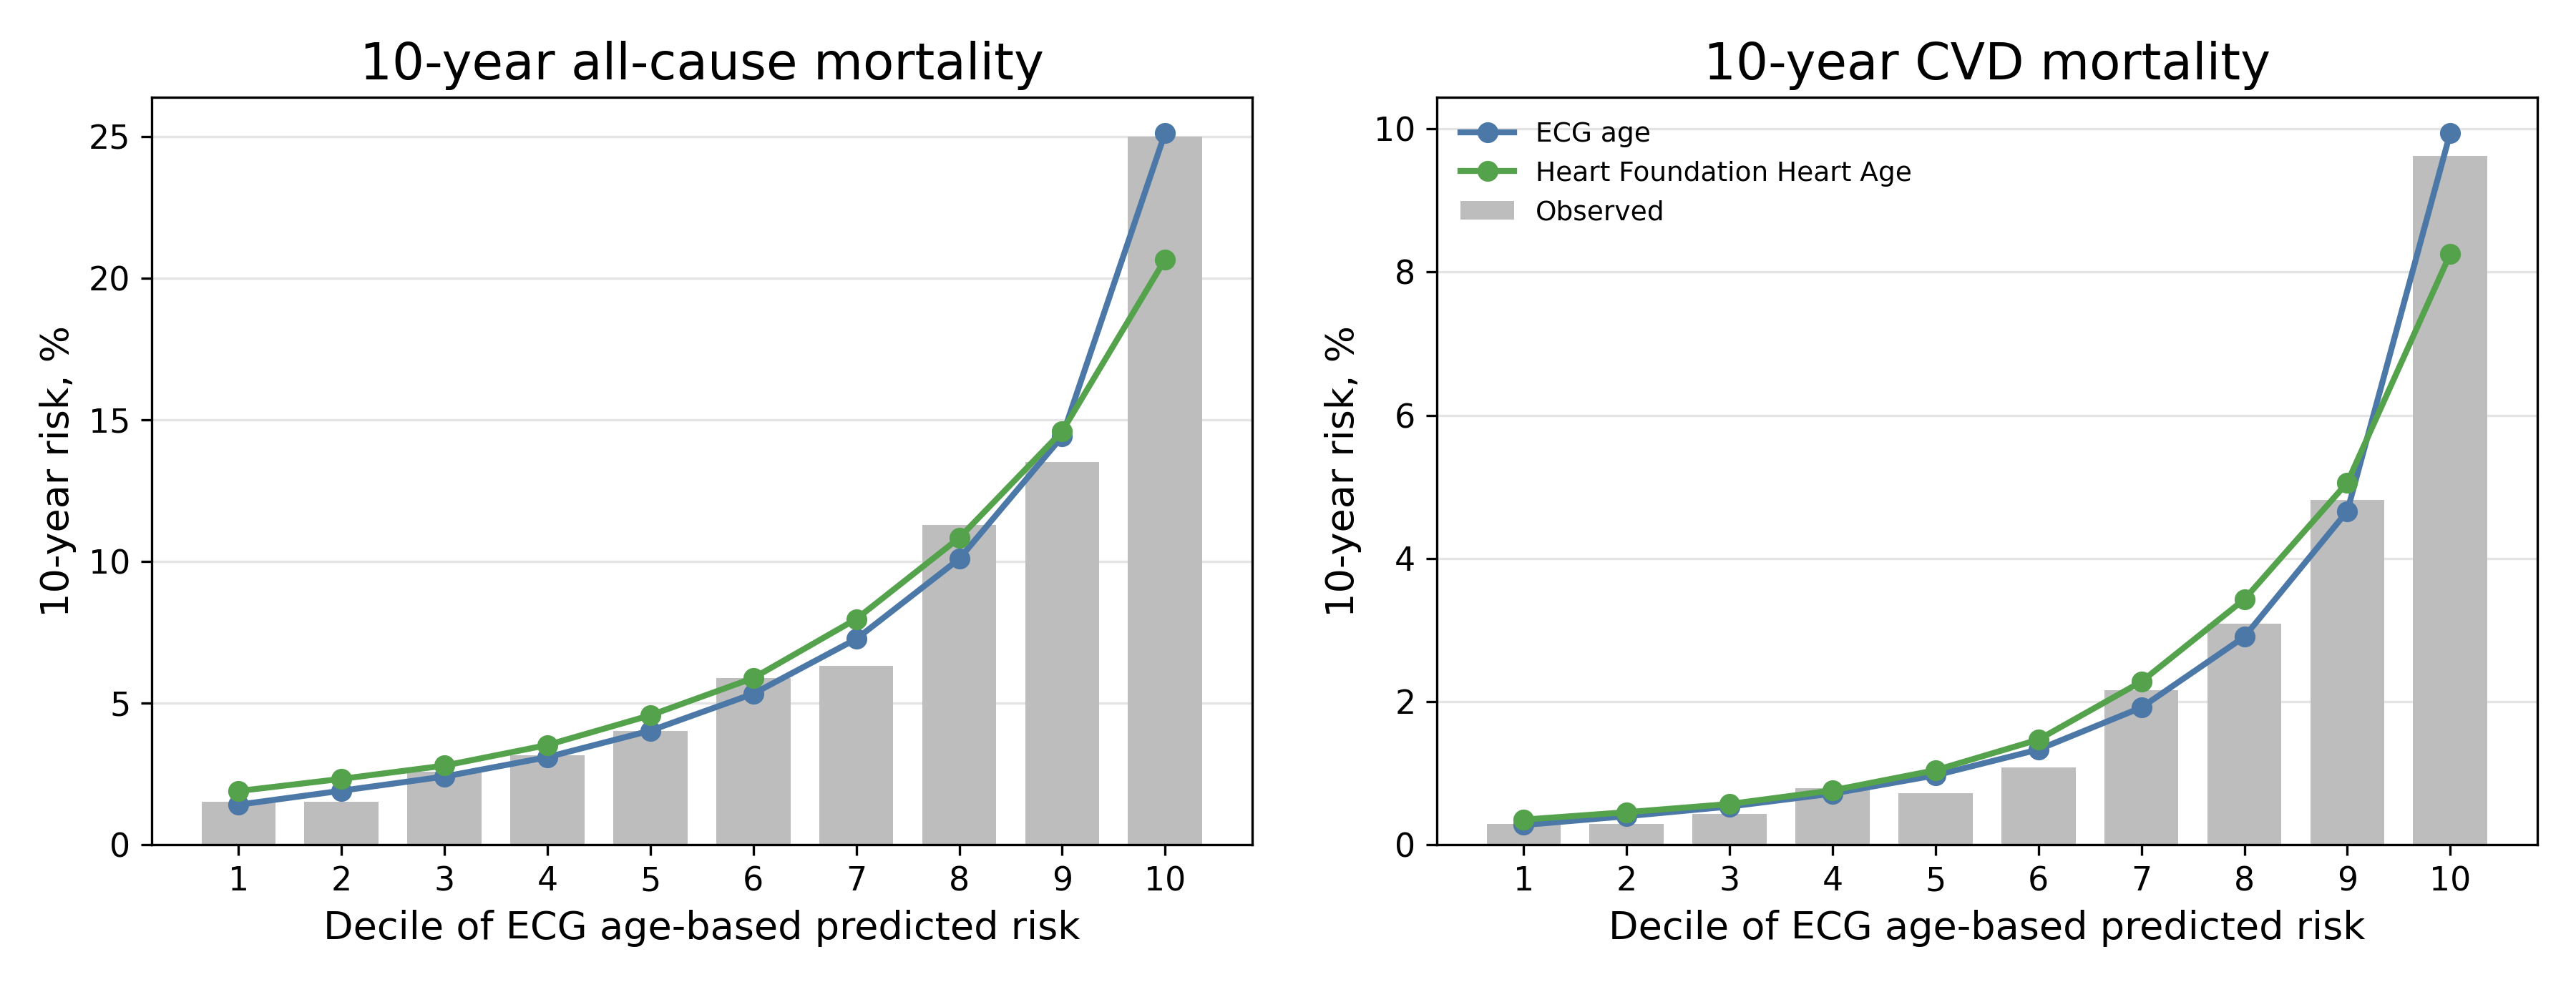 10-year all-cause mortality
10-year risk, %
25
20
15
10
5
0
1 2 3 4 5 6 7 8 9 10
Decile of ECG age-based predicted risk
10-year CVD mortality
ECG age
Heart Foundation Heart Age
Observed
10-year risk, %
10
8
6
4
2
0
1 2 3 4 5 6 7 8 9 10
Decile of ECG age-based predicted risk